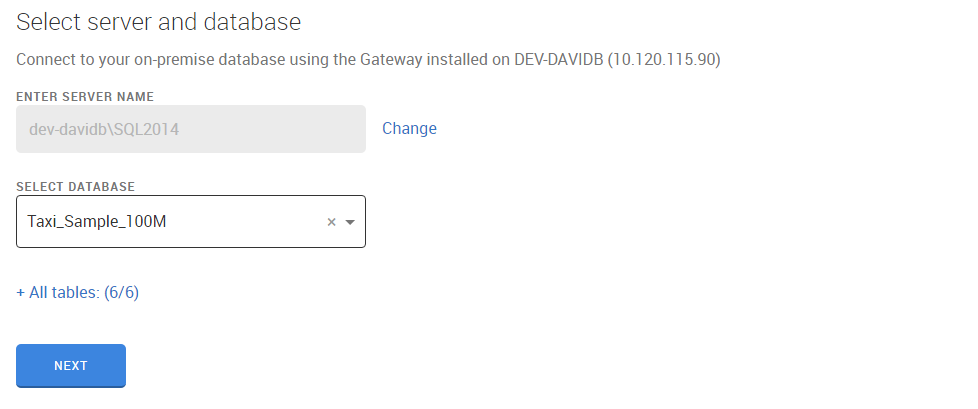 Select server and database
Connect to your on-premise database using the Gateway installed on DEV-DAVIDB (10.120.115.90)
ENTER SERVER NAME
dev-davidb\SQL2014
Change
SELECT DATABASE
Taxi_Sample_100M
+ All tables: (6/6)
NEXT